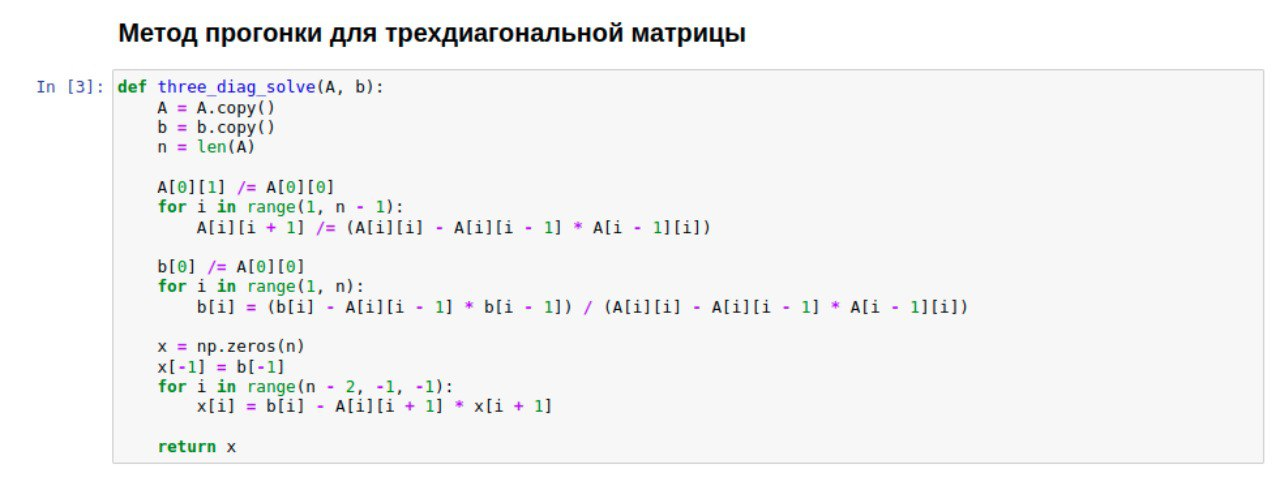 Метод прогонки для трехдиагональной матрицы
In [3]: def three_diag_solve(A, b):
    A = A.copy()
    b = b.copy()
    n = len(A)
    A[0][1] /= A[0][0]
    for i in range(1, n - 1):
        A[i][i + 1] /= (A[i][i] - A[i][i - 1] * A[i - 1][i])
    b[0] /= A[0][0]
    for i in range(1, n):
        b[i] = (b[i] - A[i][i - 1] * b[i - 1]) / (A[i][i] - A[i][i - 1] * A[i - 1][i])
    x = np.zeros(n)
    x[-1] = b[-1]
    for i in range(n - 2, -1, -1):
        x[i] = b[i] - A[i][i + 1] * x[i + 1]
    return x